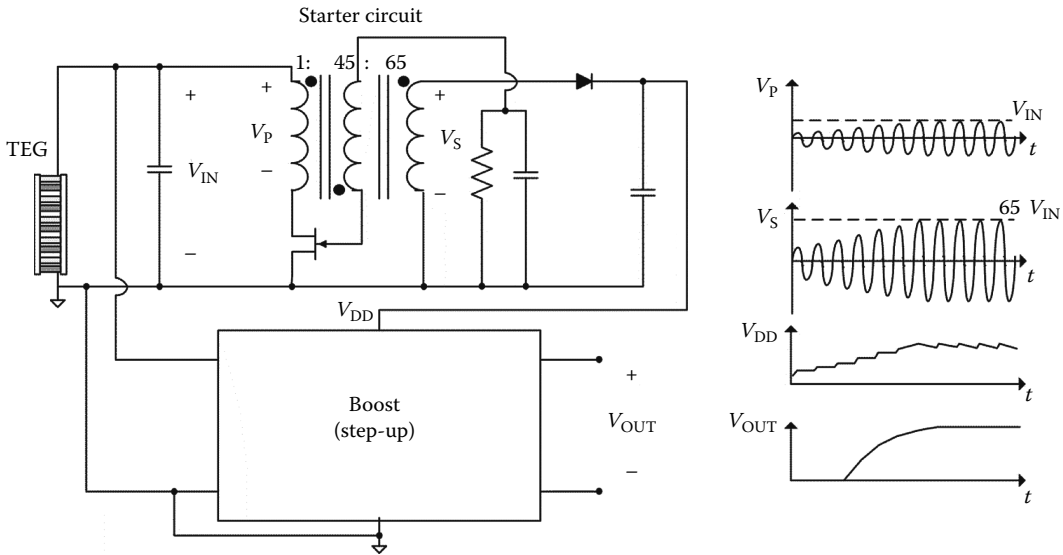 Starter circuit
1: 45 : 65
TEG
+
V_IN
−
+
V_P
−
+
V_S
−
V_DD
Boost
(step-up)
+
V_OUT
−
V_P
V_IN
t
V_S
65 V_IN
t
V_DD
t
V_OUT
t